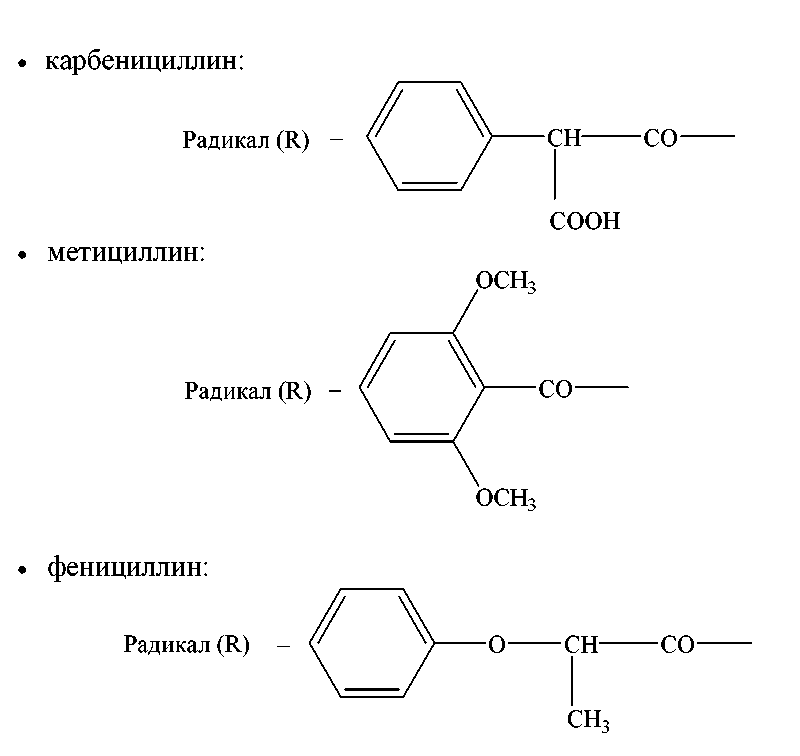 • карбенициллин:
Радикал (R) – CH CO
COOH
• метициллин:
OCH₃
Радикал (R) – CO
OCH₃
• фенициллин:
Радикал (R) – O CH CO
CH₃